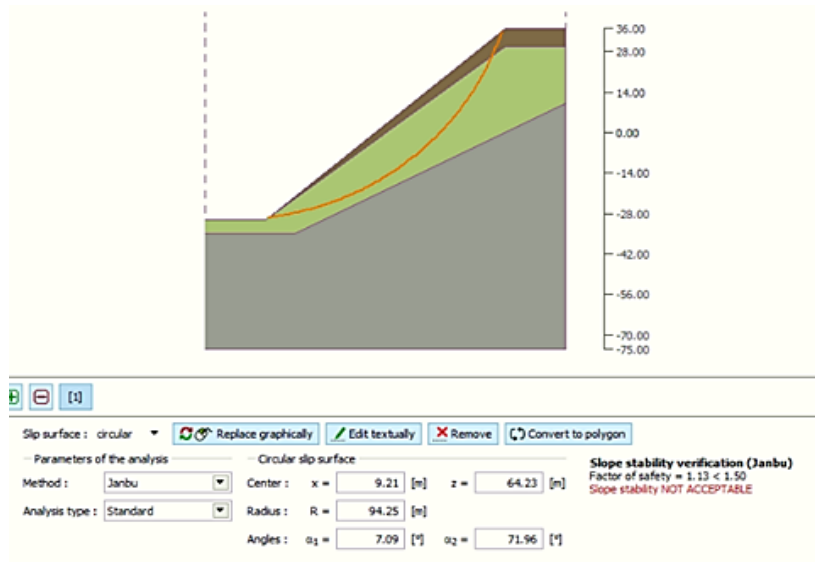 36.00
28.00
14.00
0.00
-14.00
-28.00
-42.00
-56.00
-70.00
-75.00
[1]
Slip surface : circular Replace graphically Edit textually Remove Convert to polygon
Parameters of the analysis Circular slip surface Slope stability verification (Janbu)
Method : Janbu Center : x = 9.21 [m] z = 64.23 [m] Factor of safety = 1.13 < 1.50
Slope stability NOT ACCEPTABLE
Analysis type : Standard Radius : R = 94.25 [m]
Angles : α1 = 7.09 [°] α2 = 71.96 [°]